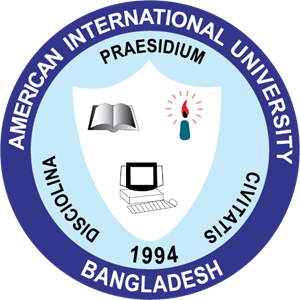 AMERICAN INTERNATIONAL UNIVERSITY
PRAESIDIUM
DISCIOLINA
CIVITATIS
1994
BANGLADESH